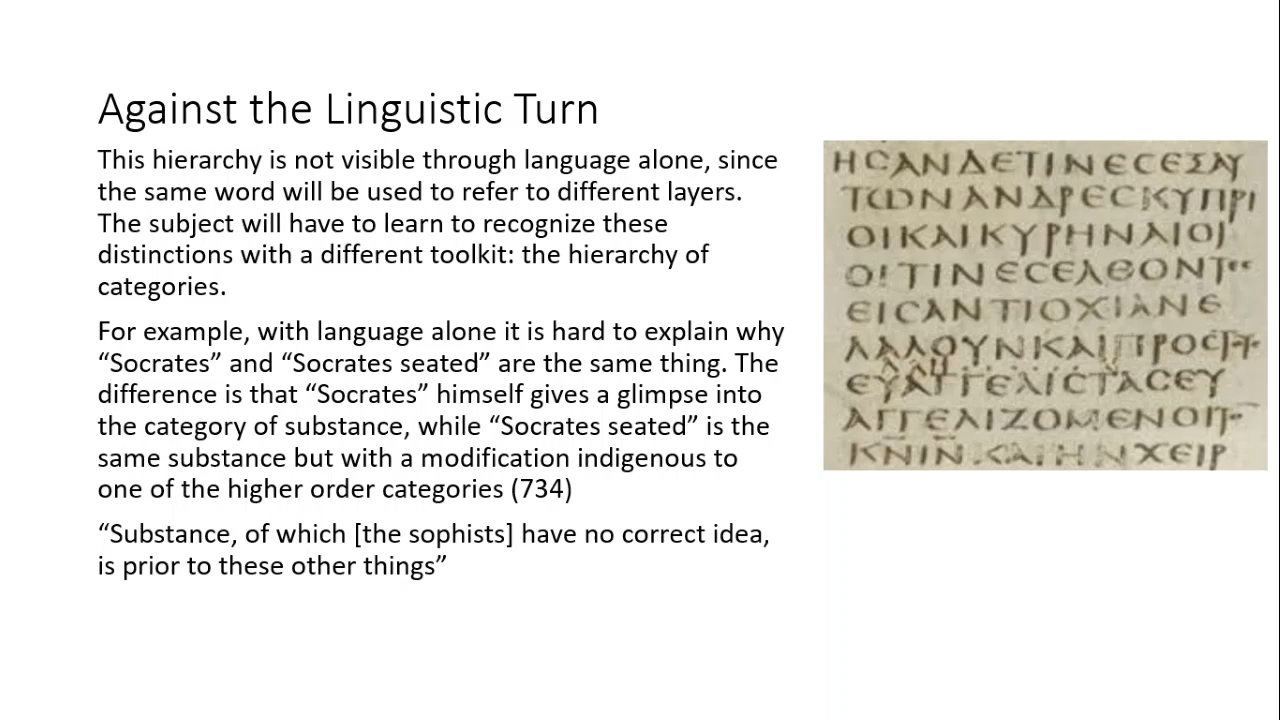 Against the Linguistic Turn
This hierarchy is not visible through language alone, since
the same word will be used to refer to different layers.
The subject will have to learn to recognize these
distinctions with a different toolkit: the hierarchy of
categories.
For example, with language alone it is hard to explain why
“Socrates” and “Socrates seated” are the same thing. The
difference is that “Socrates” himself gives a glimpse into
the category of substance, while “Socrates seated” is the
same substance but with a modification indigenous to
one of the higher order categories (734)
“Substance, of which [the sophists] have no correct idea,
is prior to these other things”
ΗϹΑΝΔΕΤΙΝΕϹΕΞΑΥ
ΤΩΝΑΝΔΡΕϹΚΥΠΡΙ
ΟΙΚΑΙΚΥΡΗΝΑΙΟΙ
ΟΙΤΙΝΕϹΕΛΘΟΝΤ
ΕΙϹΑΝΤΙΟΧΙΑΝΕ
ΛΑΛΟΥΝΚΑΙΠΡΟϹ
ΕΥΑΓΓΕΛΙϹΤΑϹΕΥ
ΑΓΓΕΛΙΖΟΜΕΝΟΙ
ΚΝΙΝΚΑΙΗΝΧΕΙΡ